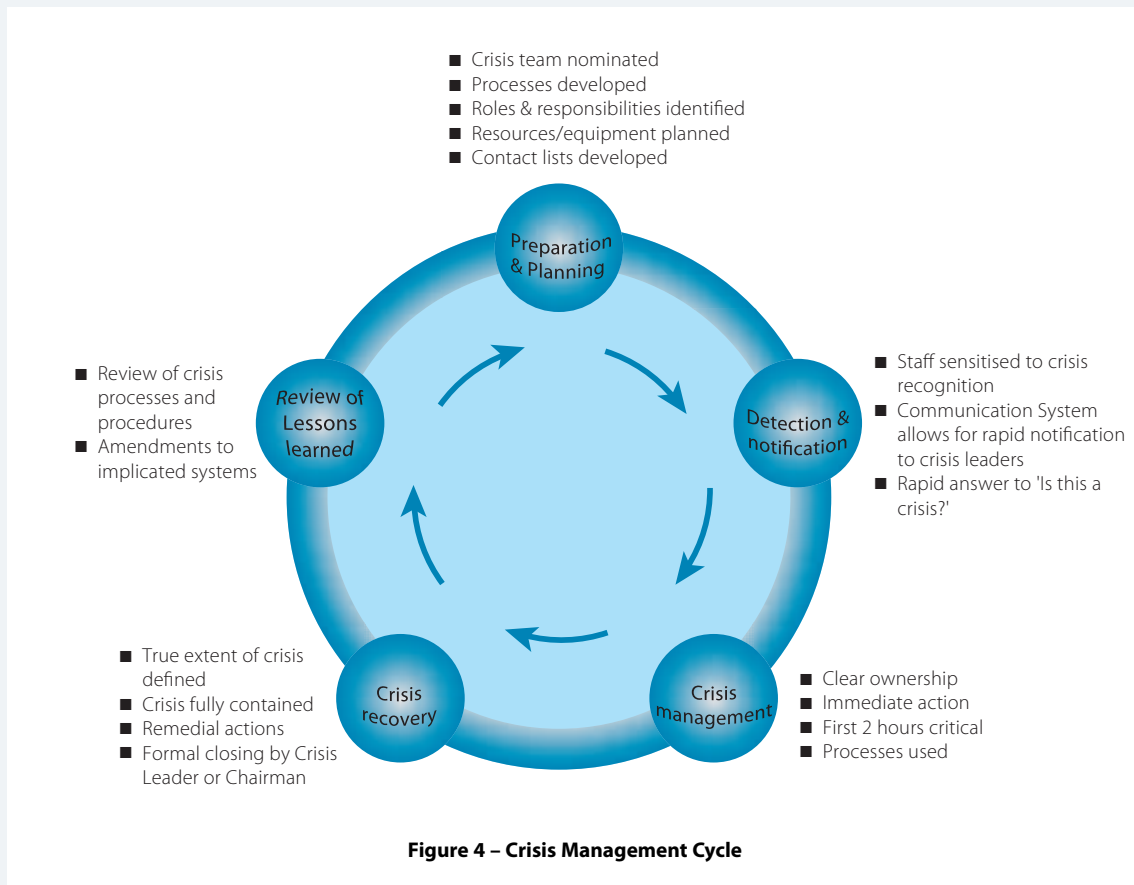 ■ Crisis team nominated
■ Processes developed
■ Roles & responsibilities identified
■ Resources/equipment planned
■ Contact lists developed
Preparation
& Planning
■ Staff sensitised to crisis
recognition
■ Communication System
allows for rapid notification
to crisis leaders
■ Rapid answer to 'Is this a
crisis?'
Detection &
notification
■ Clear ownership
■ Immediate action
■ First 2 hours critical
■ Processes used
Crisis
management
■ True extent of crisis
defined
■ Crisis fully contained
■ Remedial actions
■ Formal closing by Crisis
Leader or Chairman
Crisis
recovery
■ Review of crisis
processes and
procedures
■ Amendments to
implicated systems
Review of
Lessons
learned
Figure 4 – Crisis Management Cycle